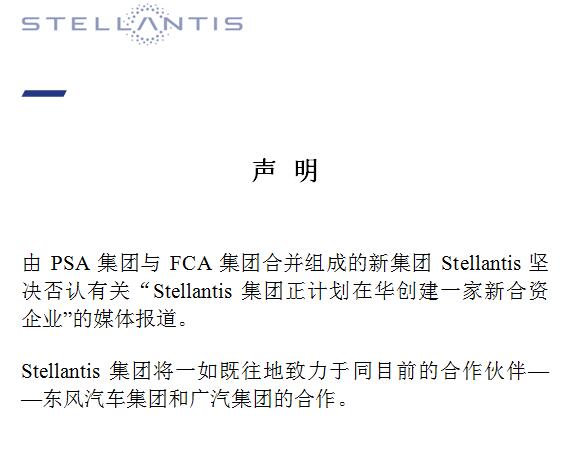 STELLANTIS
声 明
由 PSA 集团与 FCA 集团合并组成的新集团 Stellantis 坚
决否认有关“Stellantis 集团正计划在华创建一家新合资
企业”的媒体报道。
Stellantis 集团将一如既往地致力于同目前的合作伙伴—
—东风汽车集团和广汽集团的合作。